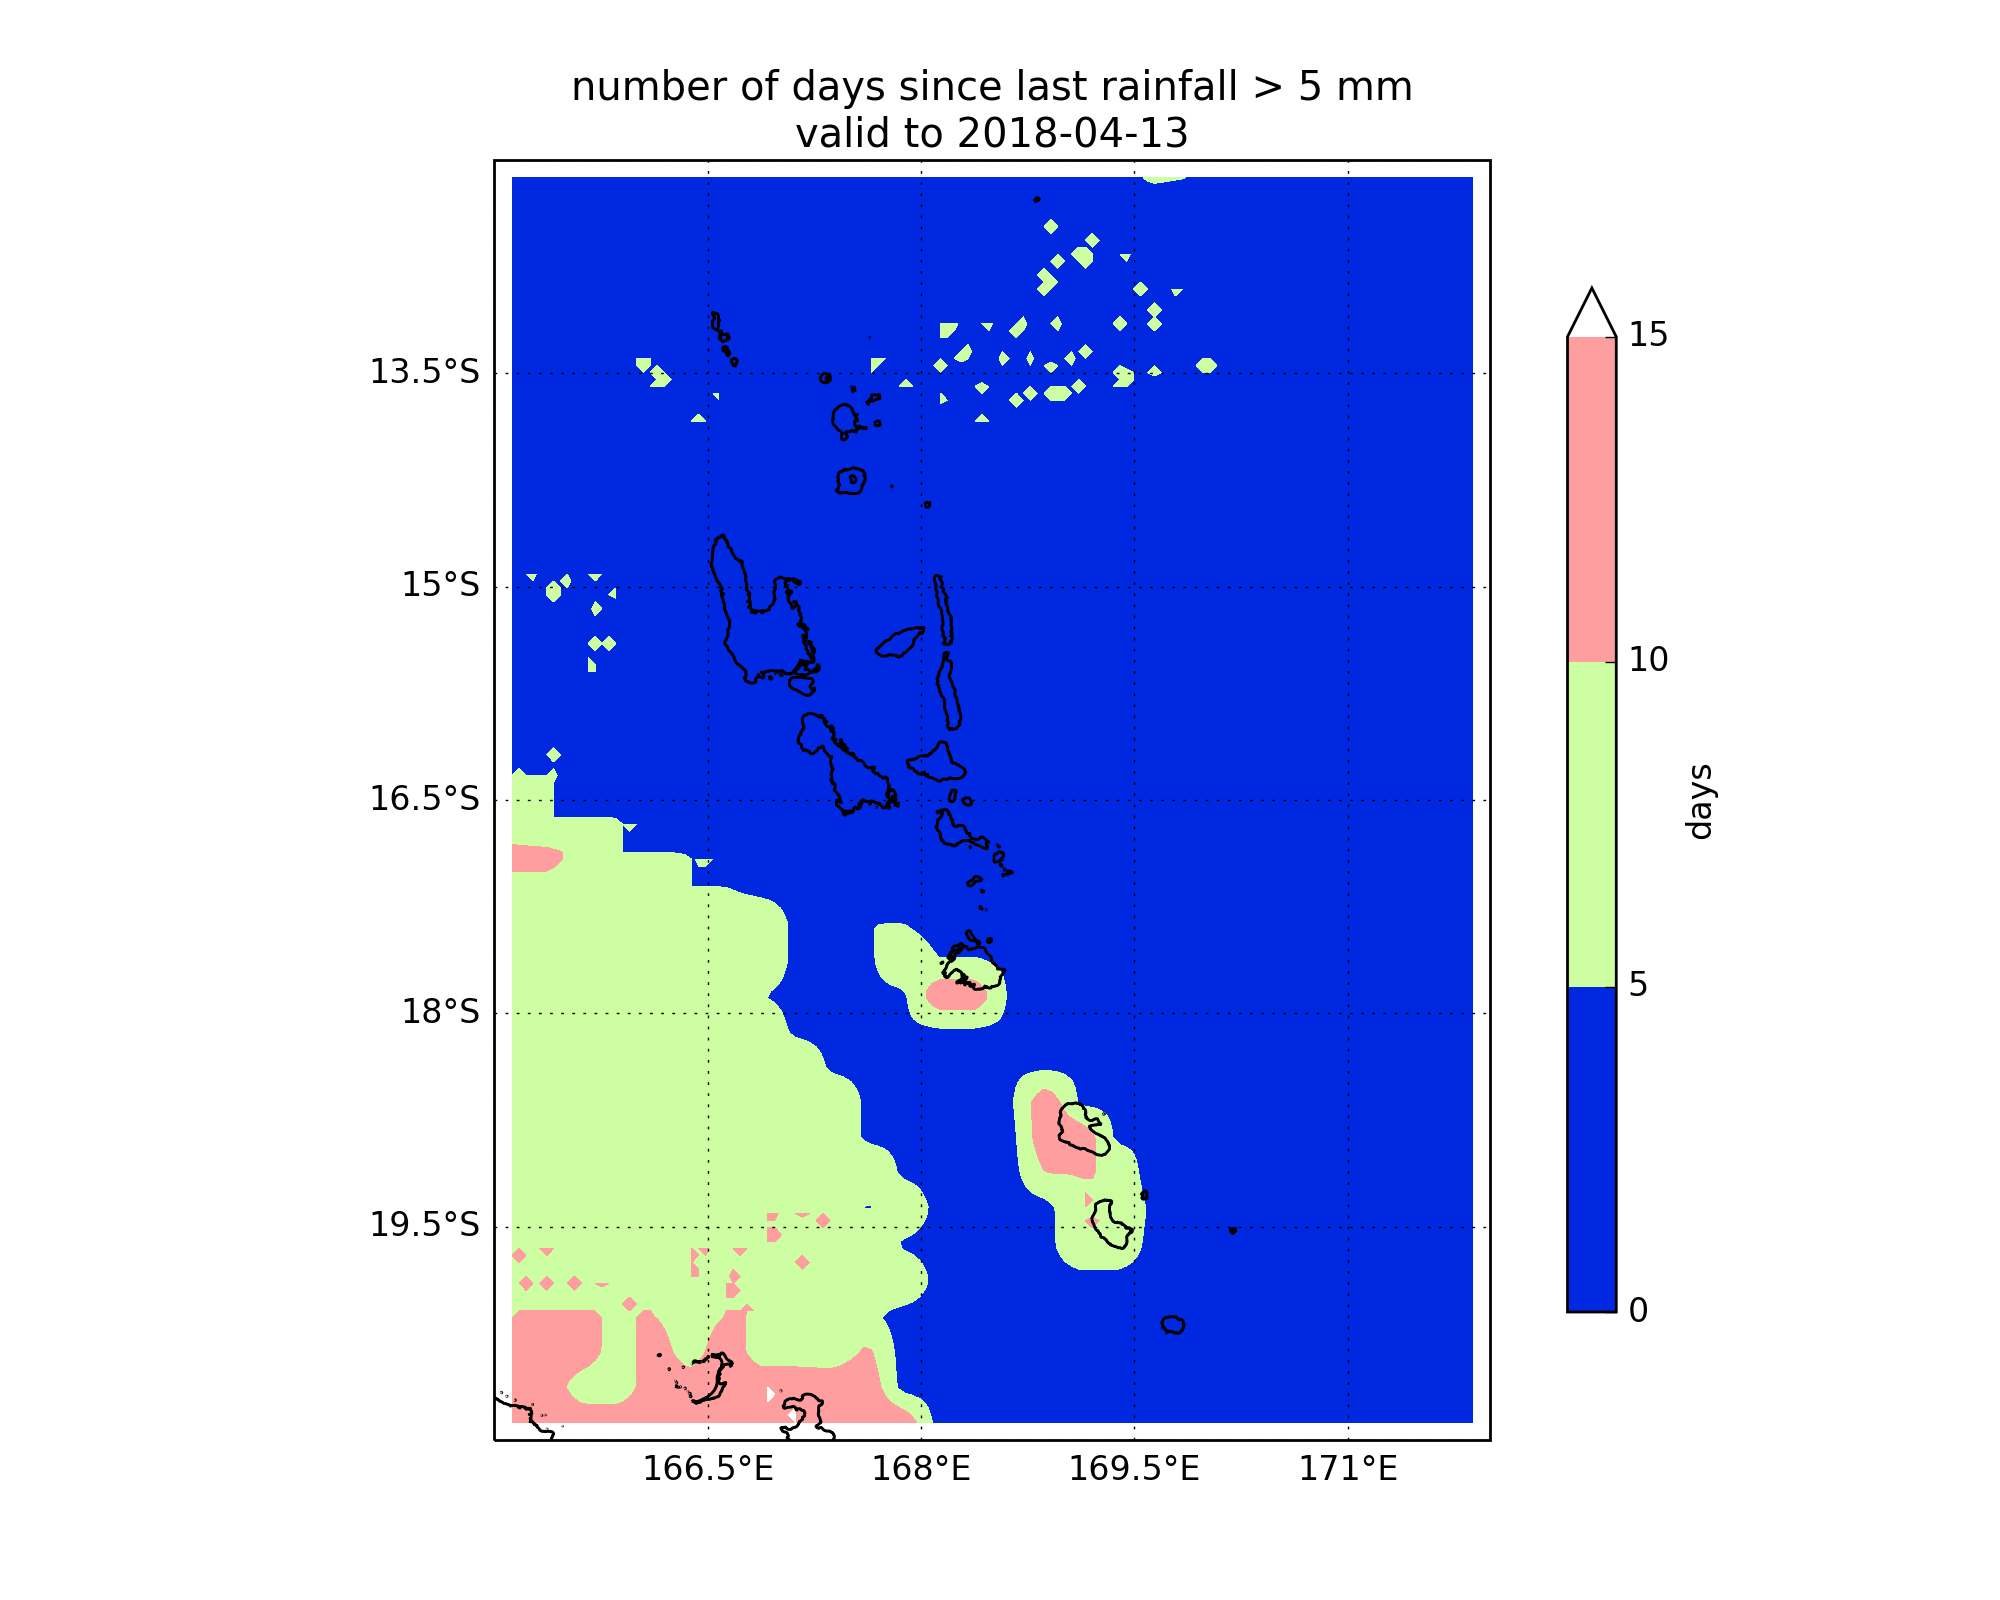 number of days since last rainfall > 5 mm
valid to 2018-04-13
13.5°S
15°S
16.5°S
18°S
19.5°S
166.5°E 168°E 169.5°E 171°E
15
10
5
0
days